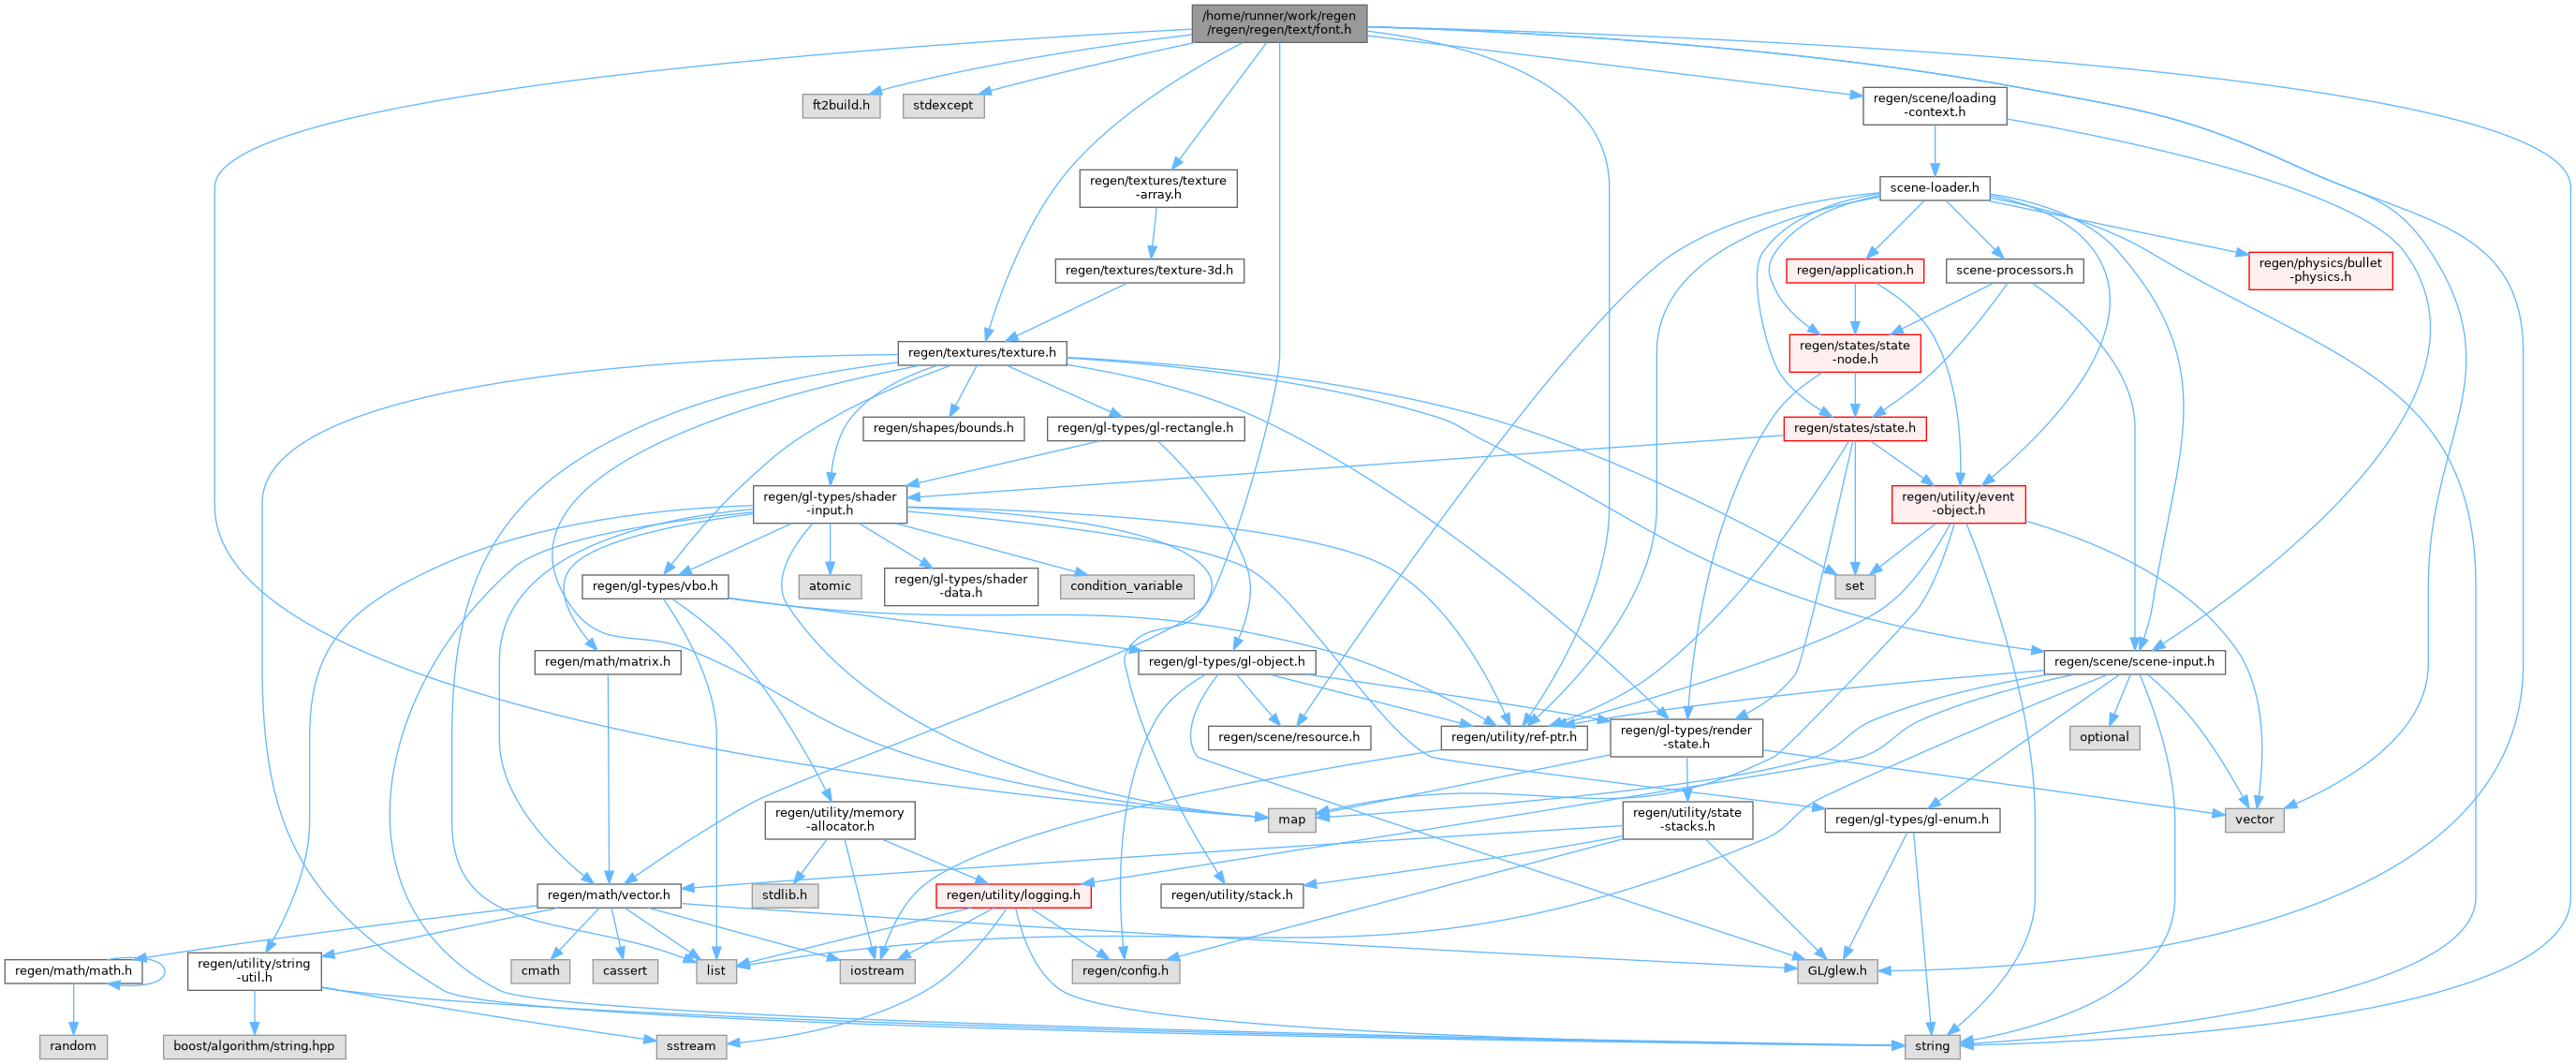 /home/runner/work/regen
/regen/regen/text/font.h
ft2build.h
stdexcept
regen/scene/loading
-context.h
regen/textures/texture
-array.h
scene-loader.h
regen/textures/texture-3d.h
regen/application.h
scene-processors.h
regen/physics/bullet
-physics.h
regen/textures/texture.h
regen/states/state
-node.h
regen/shapes/bounds.h
regen/gl-types/gl-rectangle.h
regen/states/state.h
regen/gl-types/shader
-input.h
regen/utility/event
-object.h
regen/gl-types/vbo.h
atomic
regen/gl-types/shader
-data.h
condition_variable
set
regen/math/matrix.h
regen/gl-types/gl-object.h
regen/scene/scene-input.h
regen/scene/resource.h
regen/utility/ref-ptr.h
regen/gl-types/render
-state.h
optional
regen/utility/memory
-allocator.h
map
regen/utility/state
-stacks.h
regen/gl-types/gl-enum.h
vector
regen/math/vector.h
stdlib.h
regen/utility/logging.h
regen/utility/stack.h
regen/math/math.h
regen/utility/string
-util.h
cmath
cassert
list
iostream
regen/config.h
GL/glew.h
random
boost/algorithm/string.hpp
sstream
string